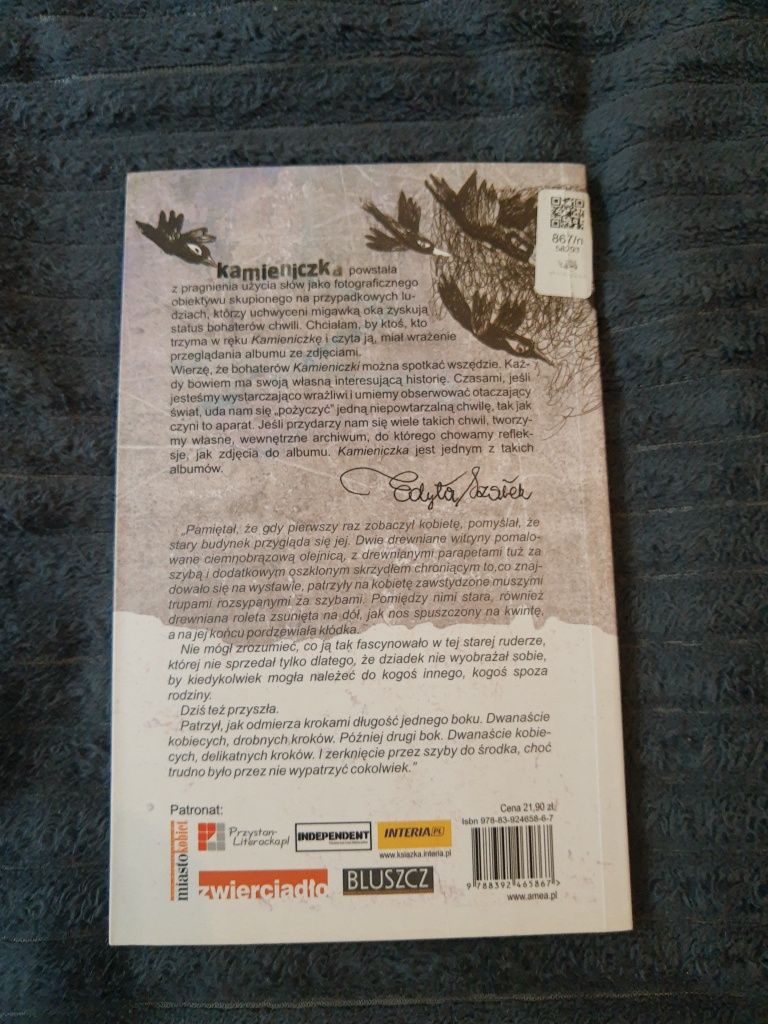 867/n
58293
kamieniczka powstała
z pragnienia użycia słów jako fotograficznego
obiektywu skupionego na przypadkowych lu-
dziach, którzy uchwyceni migawką oka zyskują
status bohaterów chwili. Chciałam, by ktoś, kto
trzyma w ręku Kamieniczkę i czyta ją, miał wrażenie
przeglądania albumu ze zdjęciami.
Wierzę, że bohaterów Kamieniczki można spotkać wszędzie. Każ-
dy bowiem ma swoją własną interesującą historię. Czasami, jeśli
jesteśmy wystarczająco wrażliwi i umiemy obserwować otaczający
świat, uda nam się „pożyczyć” jedną niepowtarzalną chwilę, tak jak
czyni to aparat. Jeśli przydarzy nam się wiele takich chwil, tworzy-
my własne, wewnętrzne archiwum, do którego chowamy reflek-
sje, jak zdjęcia do albumu. Kamieniczka jest jednym z takich
albumów.
Edyta Szałek
„Pamiętał, że gdy pierwszy raz zobaczył kobietę, pomyślał, że
stary budynek przygląda się jej. Dwie drewniane witryny pomalo-
wane ciemnobrązową olejnicą, z drewnianymi parapetami tuż za
szybą i dodatkowym oszklonym skrzydłem chroniącym to,co znaj-
dowało się na wystawie, patrzyły na kobietę zawstydzone muszymi
trupami rozsypanymi za szybami. Pomiędzy nimi stara, również
drewniana roleta zsunięta na dół, jak nos spuszczony na kwintę,
a na jej końcu pordzewiała kłódka.
Nie mógł zrozumieć, co ją tak fascynowało w tej starej ruderze,
której nie sprzedał tylko dlatego, że dziadek nie wyobrażał sobie,
by kiedykolwiek mogła należeć do kogoś innego, kogoś spoza
rodziny.
Dziś też przyszła.
Patrzył, jak odmierza krokami długość jednego boku. Dwanaście
kobiecych, drobnych kroków. Później drugi bok. Dwanaście kobie-
cych, delikatnych kroków. I zerknięcie przez szyby do środka, choć
trudno było przez nie wypatrzyć cokolwiek.”
Patronat:
miasto kobiet
Przystan-
Literacka.pl
INDEPENDENT
INTERIA.PL
www.ksiazka.interia.pl
zwierciadło
BLUSZCZ
Cena 21,90 zł.
Isbn 978-83-924658-6-7
9 788392 465867 >
www.amea.pl